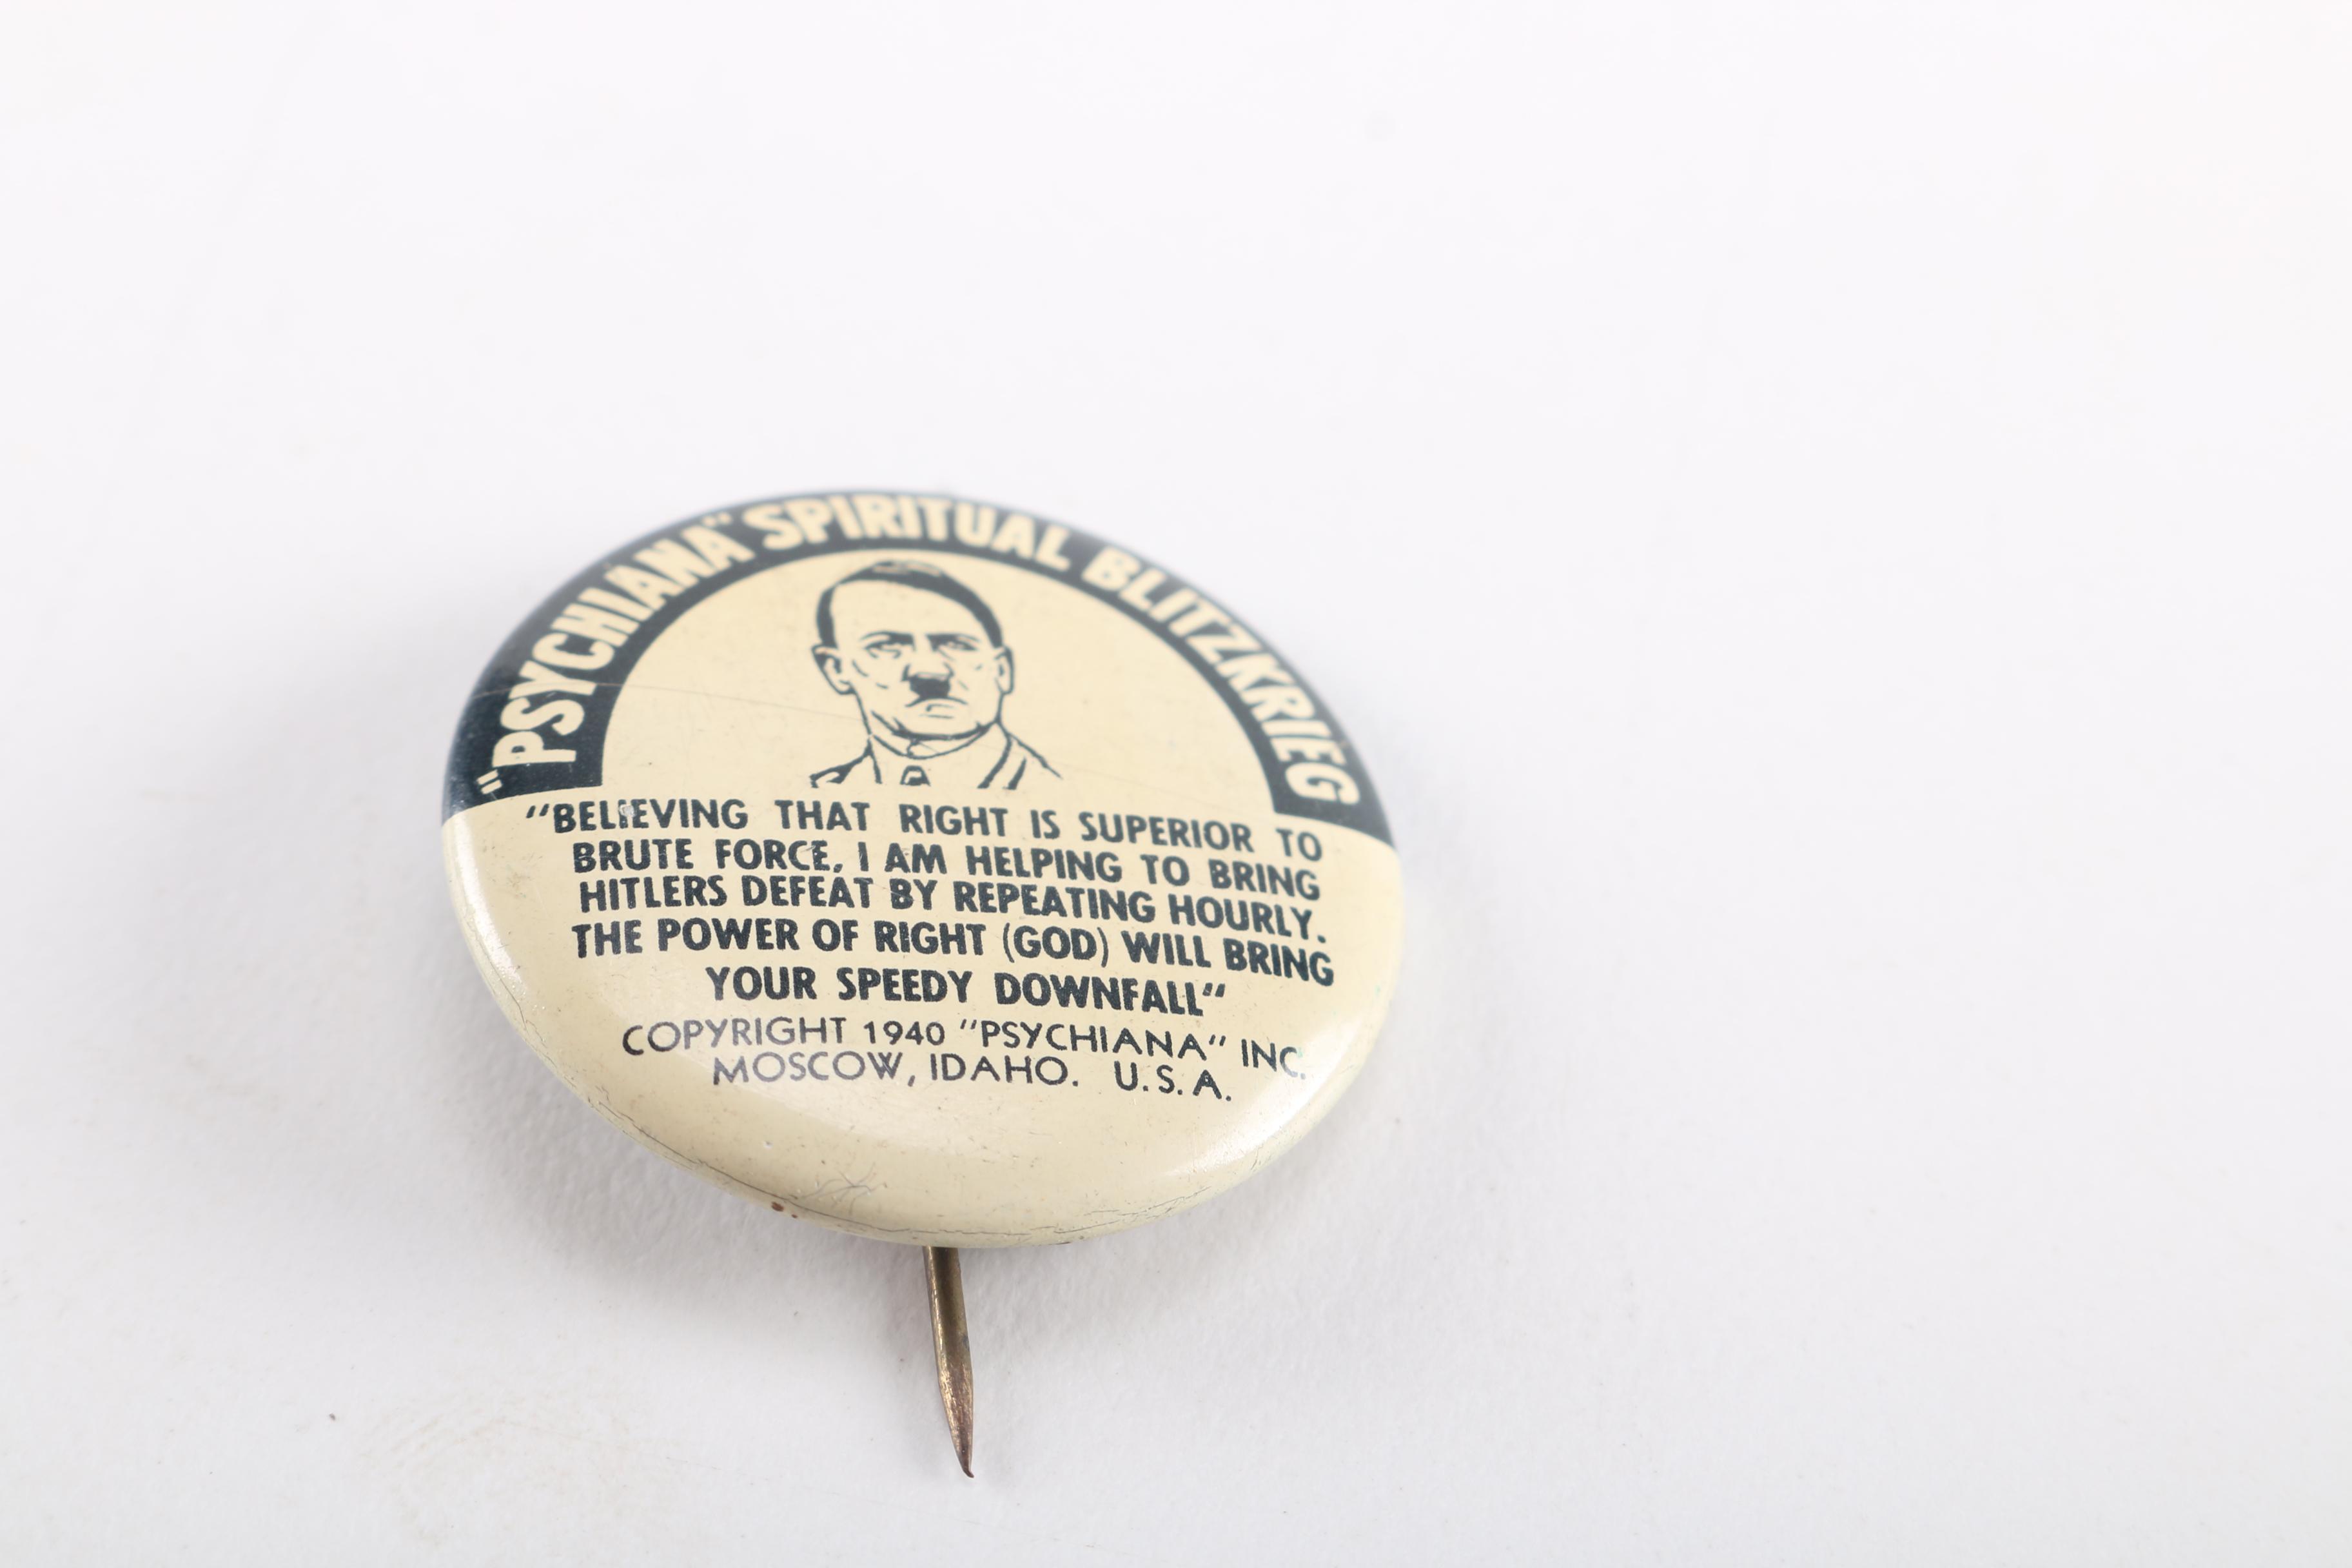 "PSYCHIANA" SPIRITUAL BLITZKRIEG
"BELIEVING THAT RIGHT IS SUPERIOR TO
BRUTE FORCE, I AM HELPING TO BRING
HITLERS DEFEAT BY REPEATING HOURLY.
THE POWER OF RIGHT (GOD) WILL BRING
YOUR SPEEDY DOWNFALL"
COPYRIGHT 1940 "PSYCHIANA" INC.
MOSCOW, IDAHO. U.S.A.